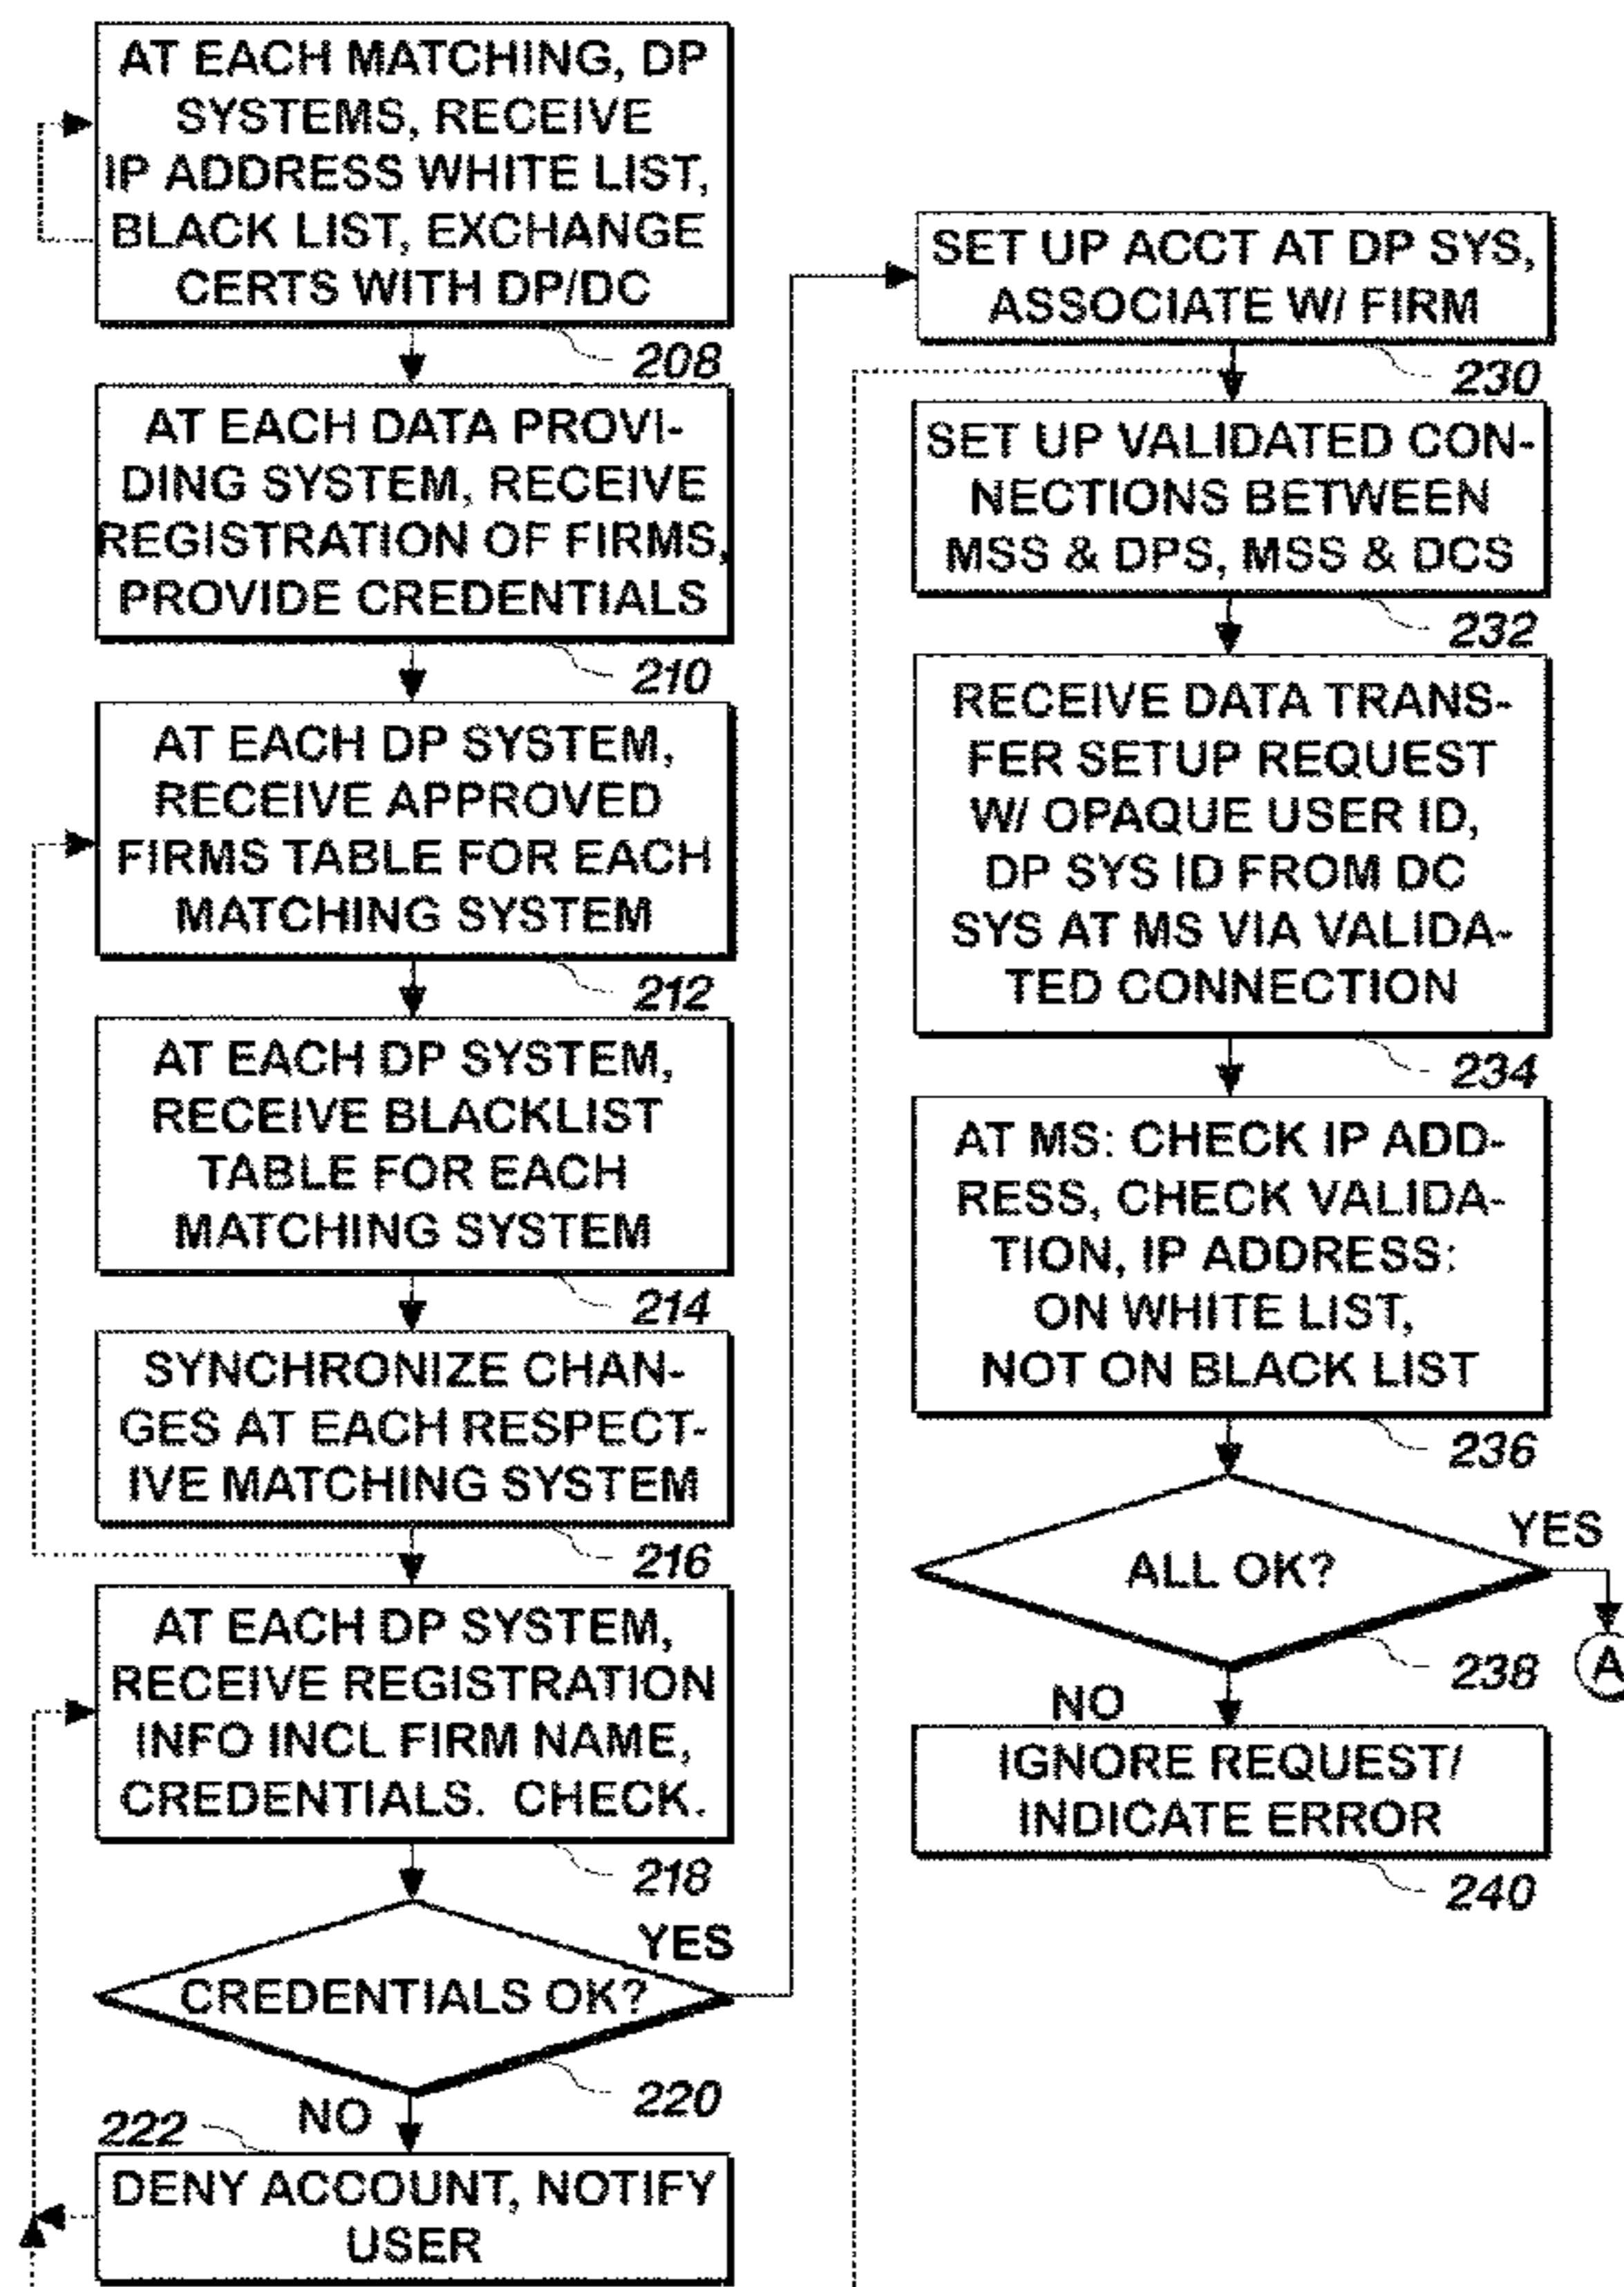 AT EACH MATCHING, DP
SYSTEMS, RECEIVE
IP ADDRESS WHITE LIST,
BLACK LIST, EXCHANGE
CERTS WITH DP/DC
208
AT EACH DATA PROVI-
DING SYSTEM, RECEIVE
REGISTRATION OF FIRMS,
PROVIDE CREDENTIALS
210
AT EACH DP SYSTEM,
RECEIVE APPROVED
FIRMS TABLE FOR EACH
MATCHING SYSTEM
212
AT EACH DP SYSTEM,
RECEIVE BLACKLIST
TABLE FOR EACH
MATCHING SYSTEM
214
SYNCHRONIZE CHAN-
GES AT EACH RESPECT-
IVE MATCHING SYSTEM
216
AT EACH DP SYSTEM,
RECEIVE REGISTRATION
INFO INCL FIRM NAME,
CREDENTIALS. CHECK.
218
YES
CREDENTIALS OK?
220
NO
222
DENY ACCOUNT, NOTIFY
USER
SET UP ACCT AT DP SYS,
ASSOCIATE W/ FIRM
230
SET UP VALIDATED CON-
NECTIONS BETWEEN
MSS & DPS, MSS & DCS
232
RECEIVE DATA TRANS-
FER SETUP REQUEST
W/ OPAQUE USER ID,
DP SYS ID FROM DC
SYS AT MS VIA VALIDA-
TED CONNECTION
234
AT MS: CHECK IP ADD-
RESS, CHECK VALIDA-
TION, IP ADDRESS:
ON WHITE LIST,
NOT ON BLACK LIST
236
YES
ALL OK?
238
A
NO
IGNORE REQUEST/
INDICATE ERROR
240